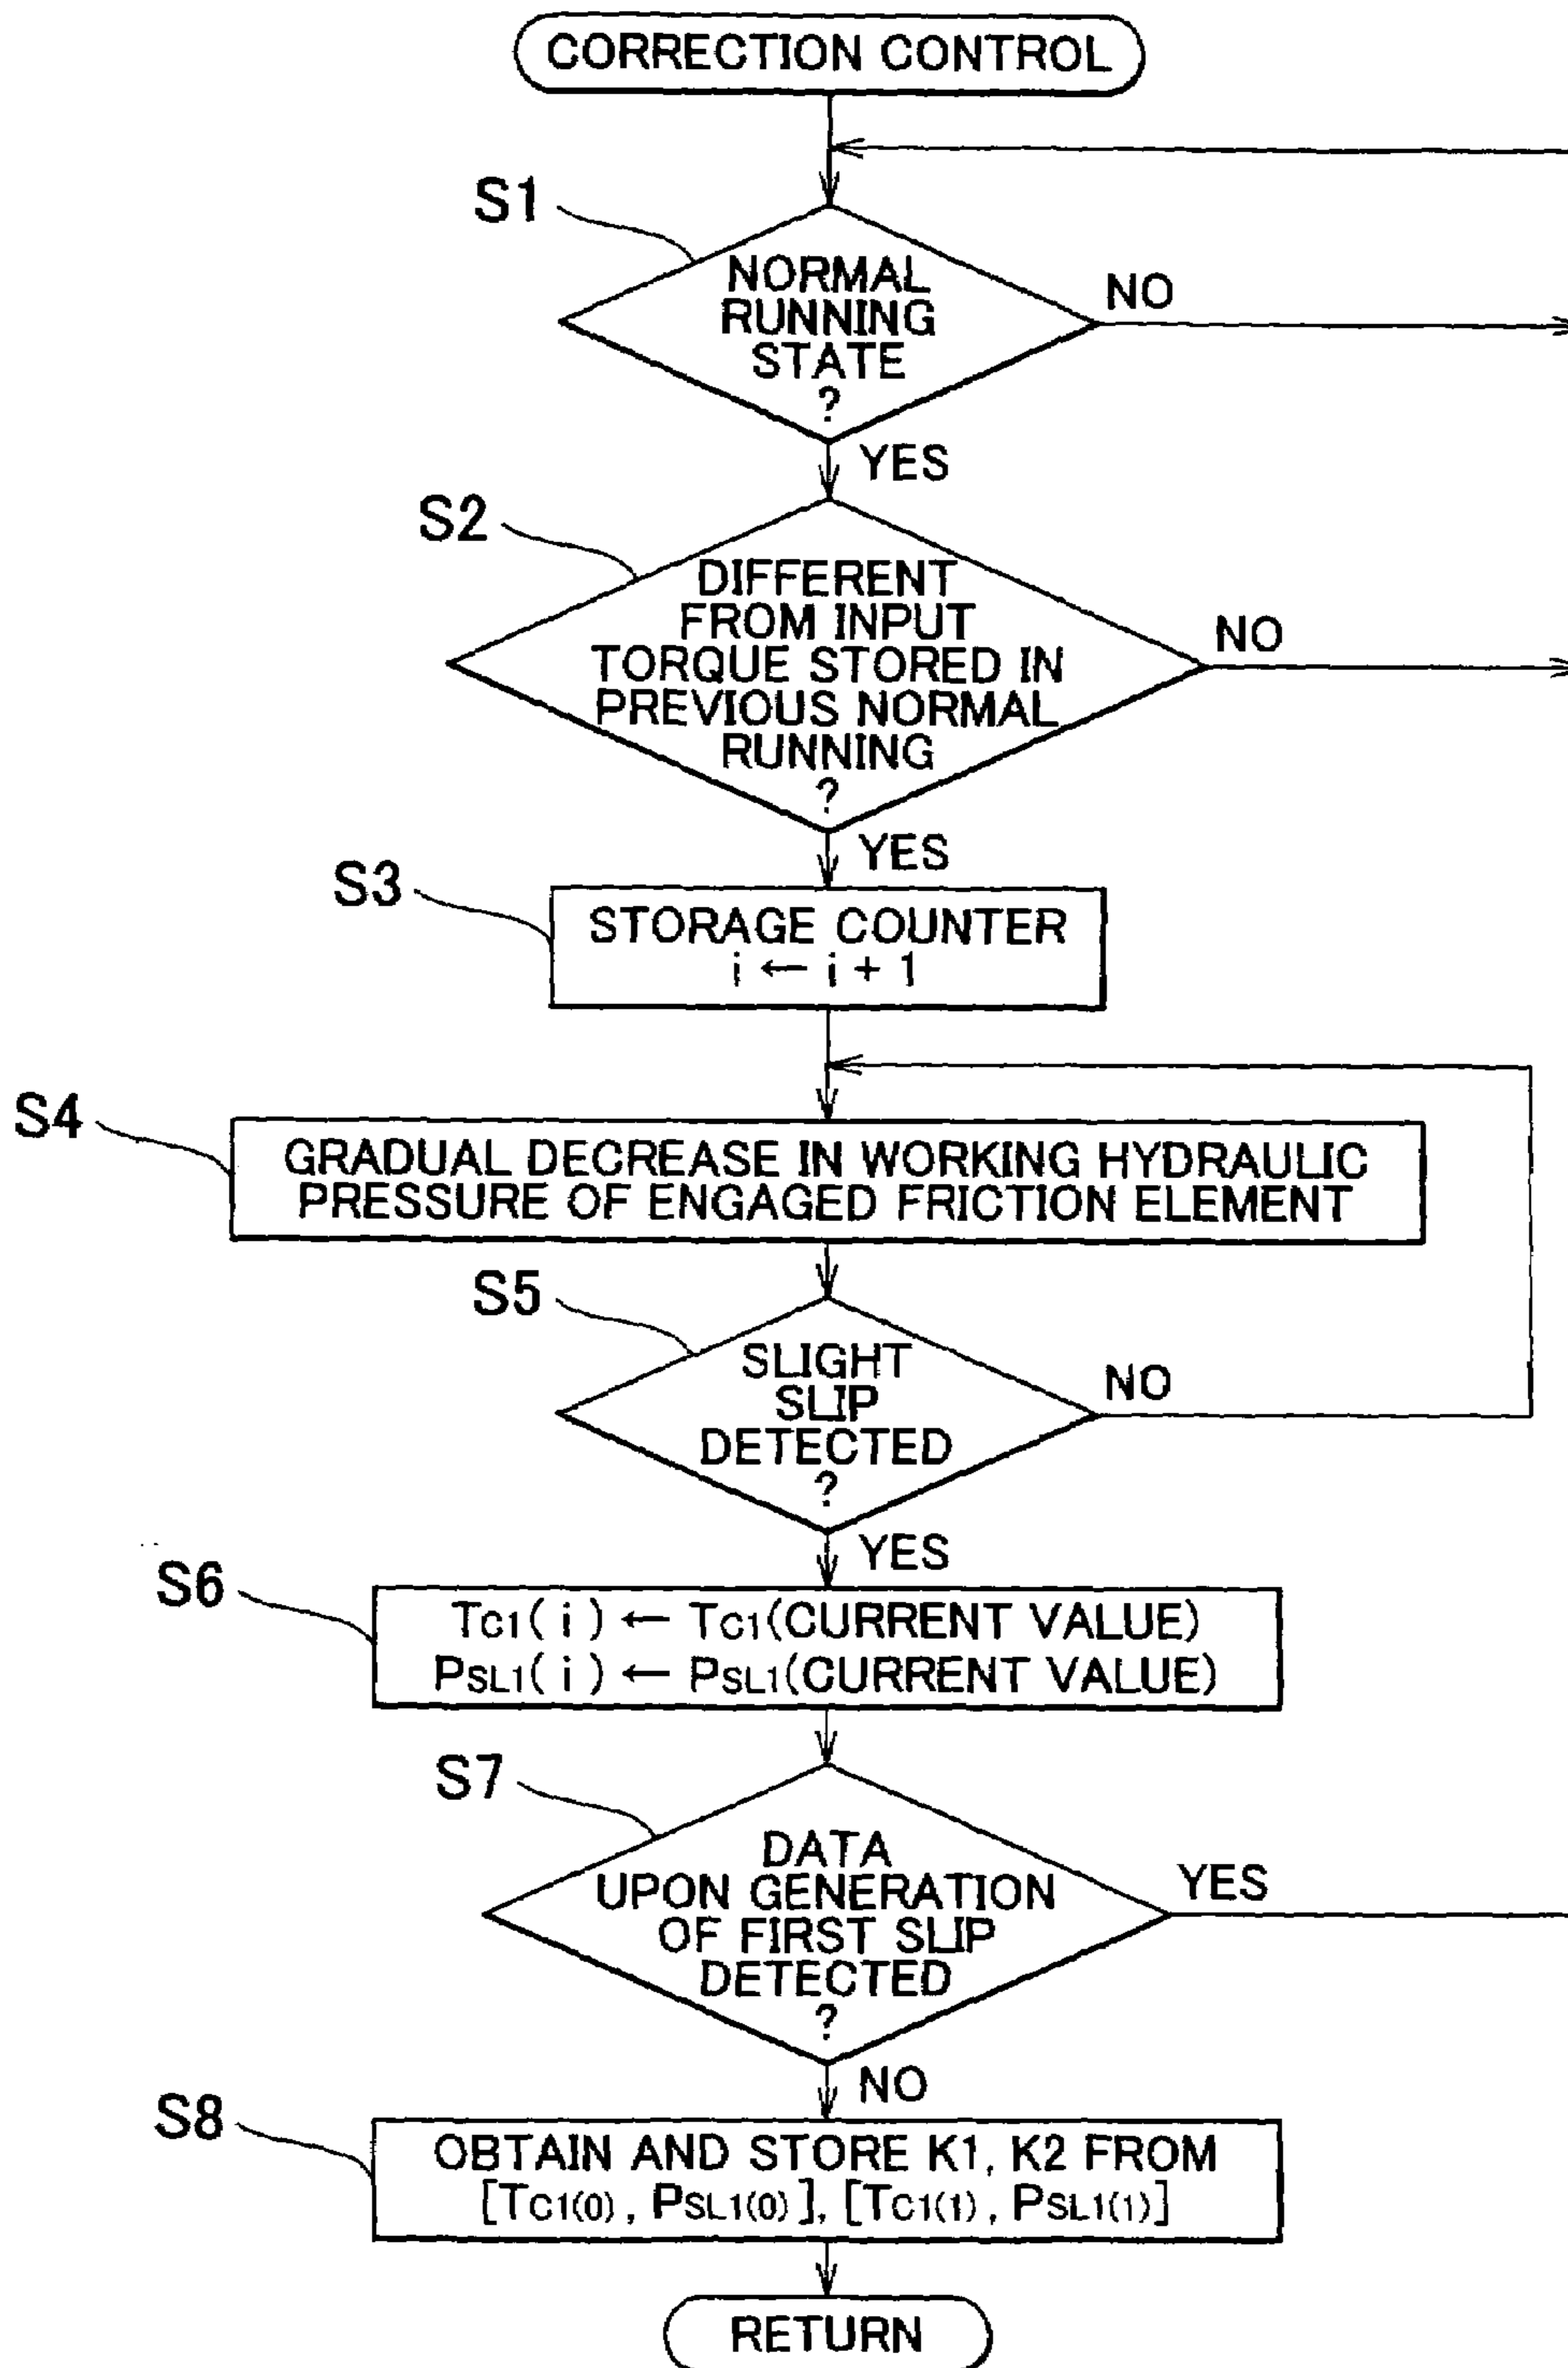 CORRECTION CONTROL
S1
NORMAL
RUNNING
STATE
?
NO
YES
S2
DIFFERENT
FROM INPUT
TORQUE STORED IN
PREVIOUS NORMAL
RUNNING
?
NO
YES
S3
STORAGE COUNTER
i ← i + 1
S4
GRADUAL DECREASE IN WORKING HYDRAULIC
PRESSURE OF ENGAGED FRICTION ELEMENT
S5
SLIGHT
SLIP
DETECTED
?
NO
YES
S6
TC1( i ) ← TC1(CURRENT VALUE)
PSL1( i ) ← PSL1(CURRENT VALUE)
S7
DATA
UPON GENERATION
OF FIRST SLIP
DETECTED
?
YES
NO
S8
OBTAIN AND STORE K1, K2 FROM
[TC1(0), PSL1(0)], [TC1(1), PSL1(1)]
RETURN